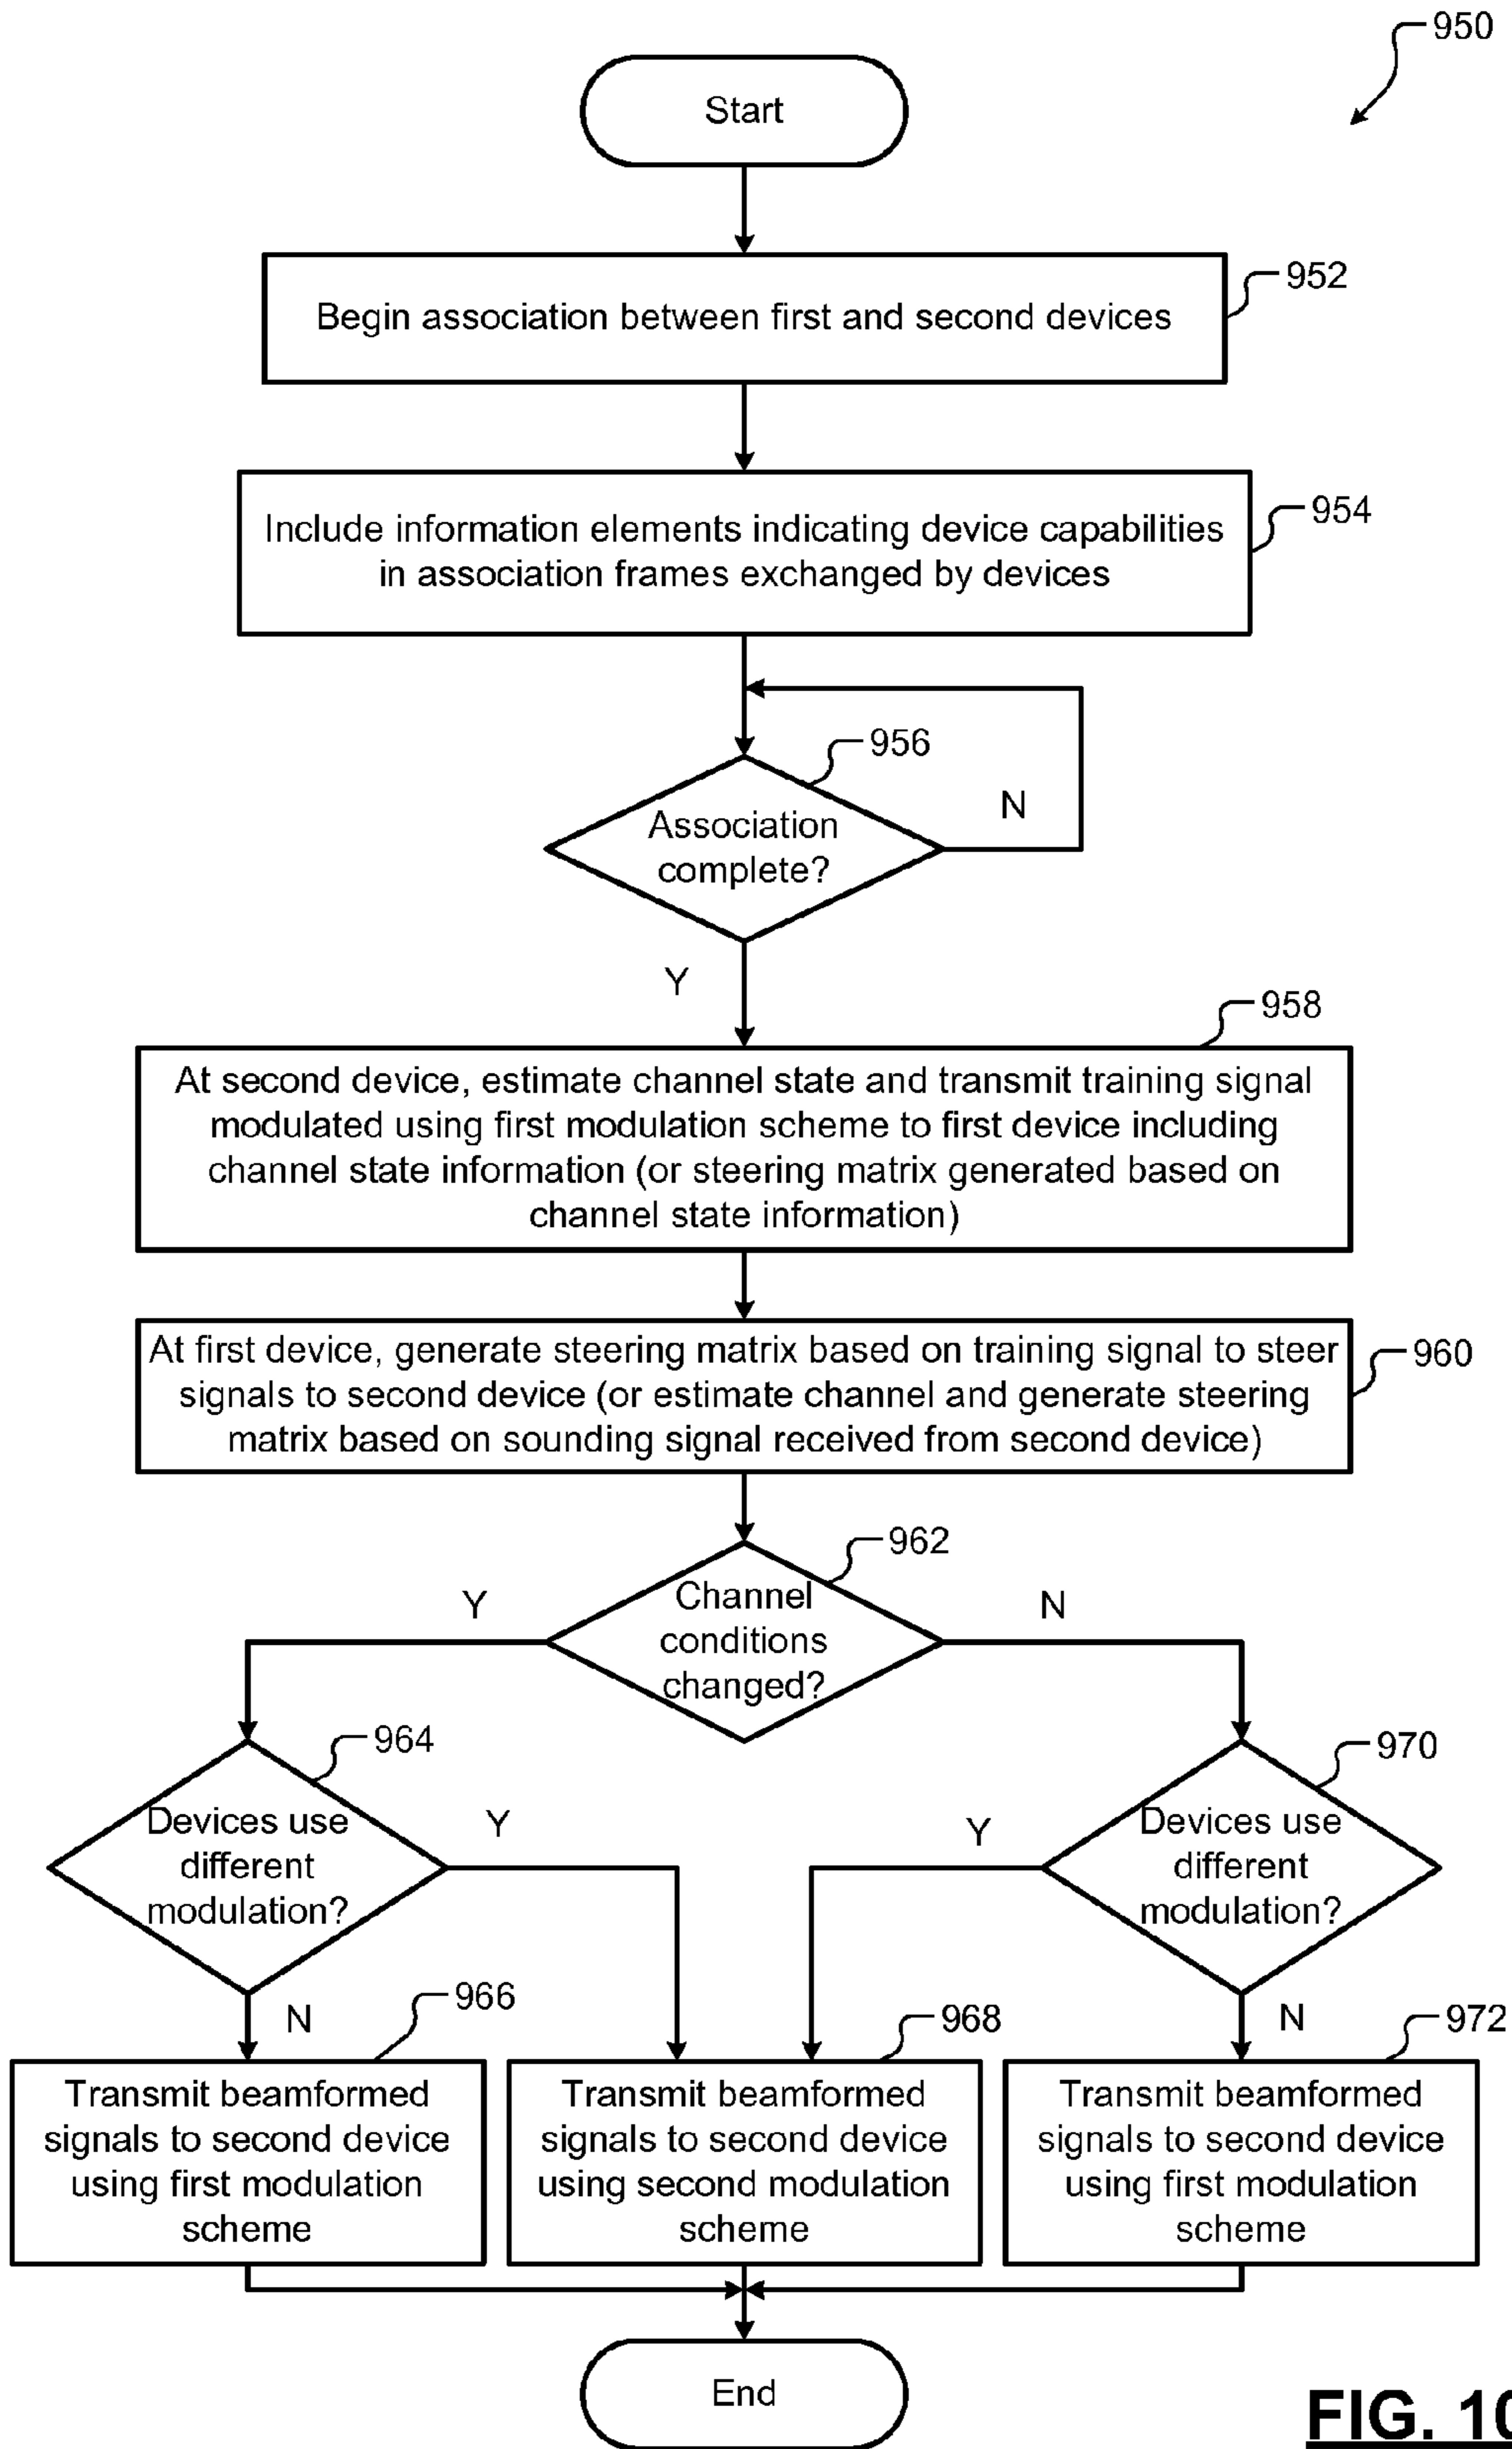 950
Start
952
Begin association between first and second devices
954
Include information elements indicating device capabilities
in association frames exchanged by devices
956
Association
complete?
N
Y
958
At second device, estimate channel state and transmit training signal
modulated using first modulation scheme to first device including
channel state information (or steering matrix generated based on
channel state information)
960
At first device, generate steering matrix based on training signal to steer
signals to second device (or estimate channel and generate steering
matrix based on sounding signal received from second device)
962
Channel
conditions
changed?
Y
N
964
Devices use
different
modulation?
Y
N
970
Devices use
different
modulation?
Y
N
966
Transmit beamformed
signals to second device
using first modulation
scheme
968
Transmit beamformed
signals to second device
using second modulation
scheme
972
Transmit beamformed
signals to second device
using first modulation
scheme
End
FIG. 10